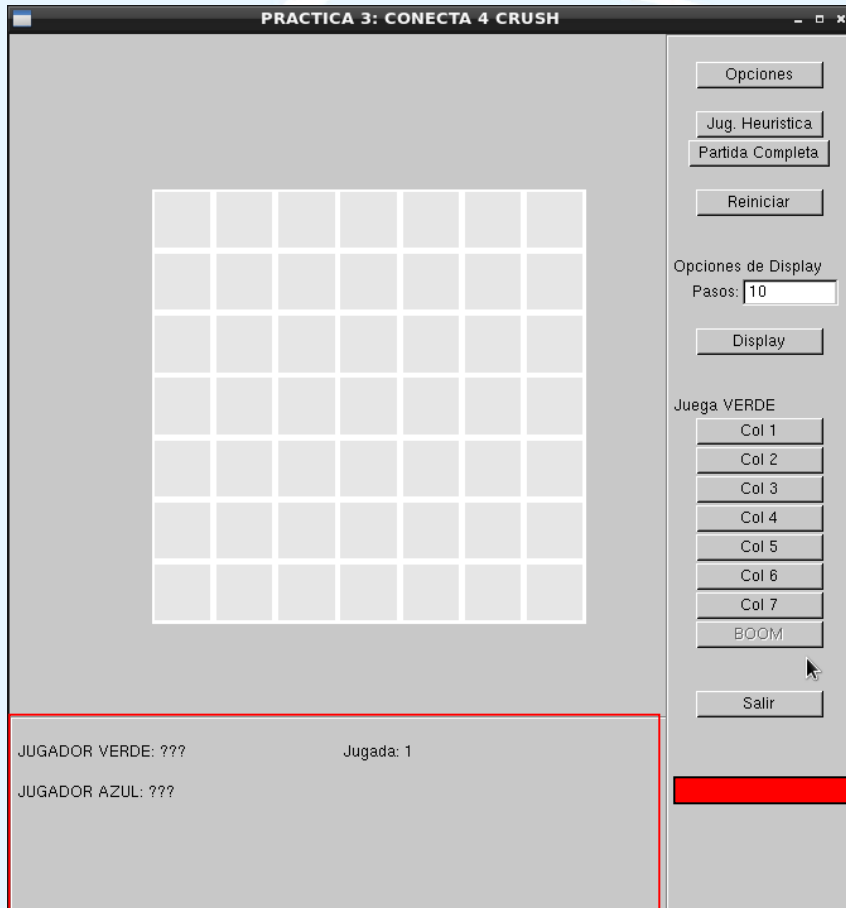 PRACTICA 3: CONECTA 4 CRUSH
Opciones
Jug. Heuristica
Partida Completa
Reiniciar
Opciones de Display
Pasos: 10
Display
Juega VERDE
Col 1
Col 2
Col 3
Col 4
Col 5
Col 6
Col 7
BOOM
Salir
JUGADOR VERDE: ??? Jugada: 1
JUGADOR AZUL: ???